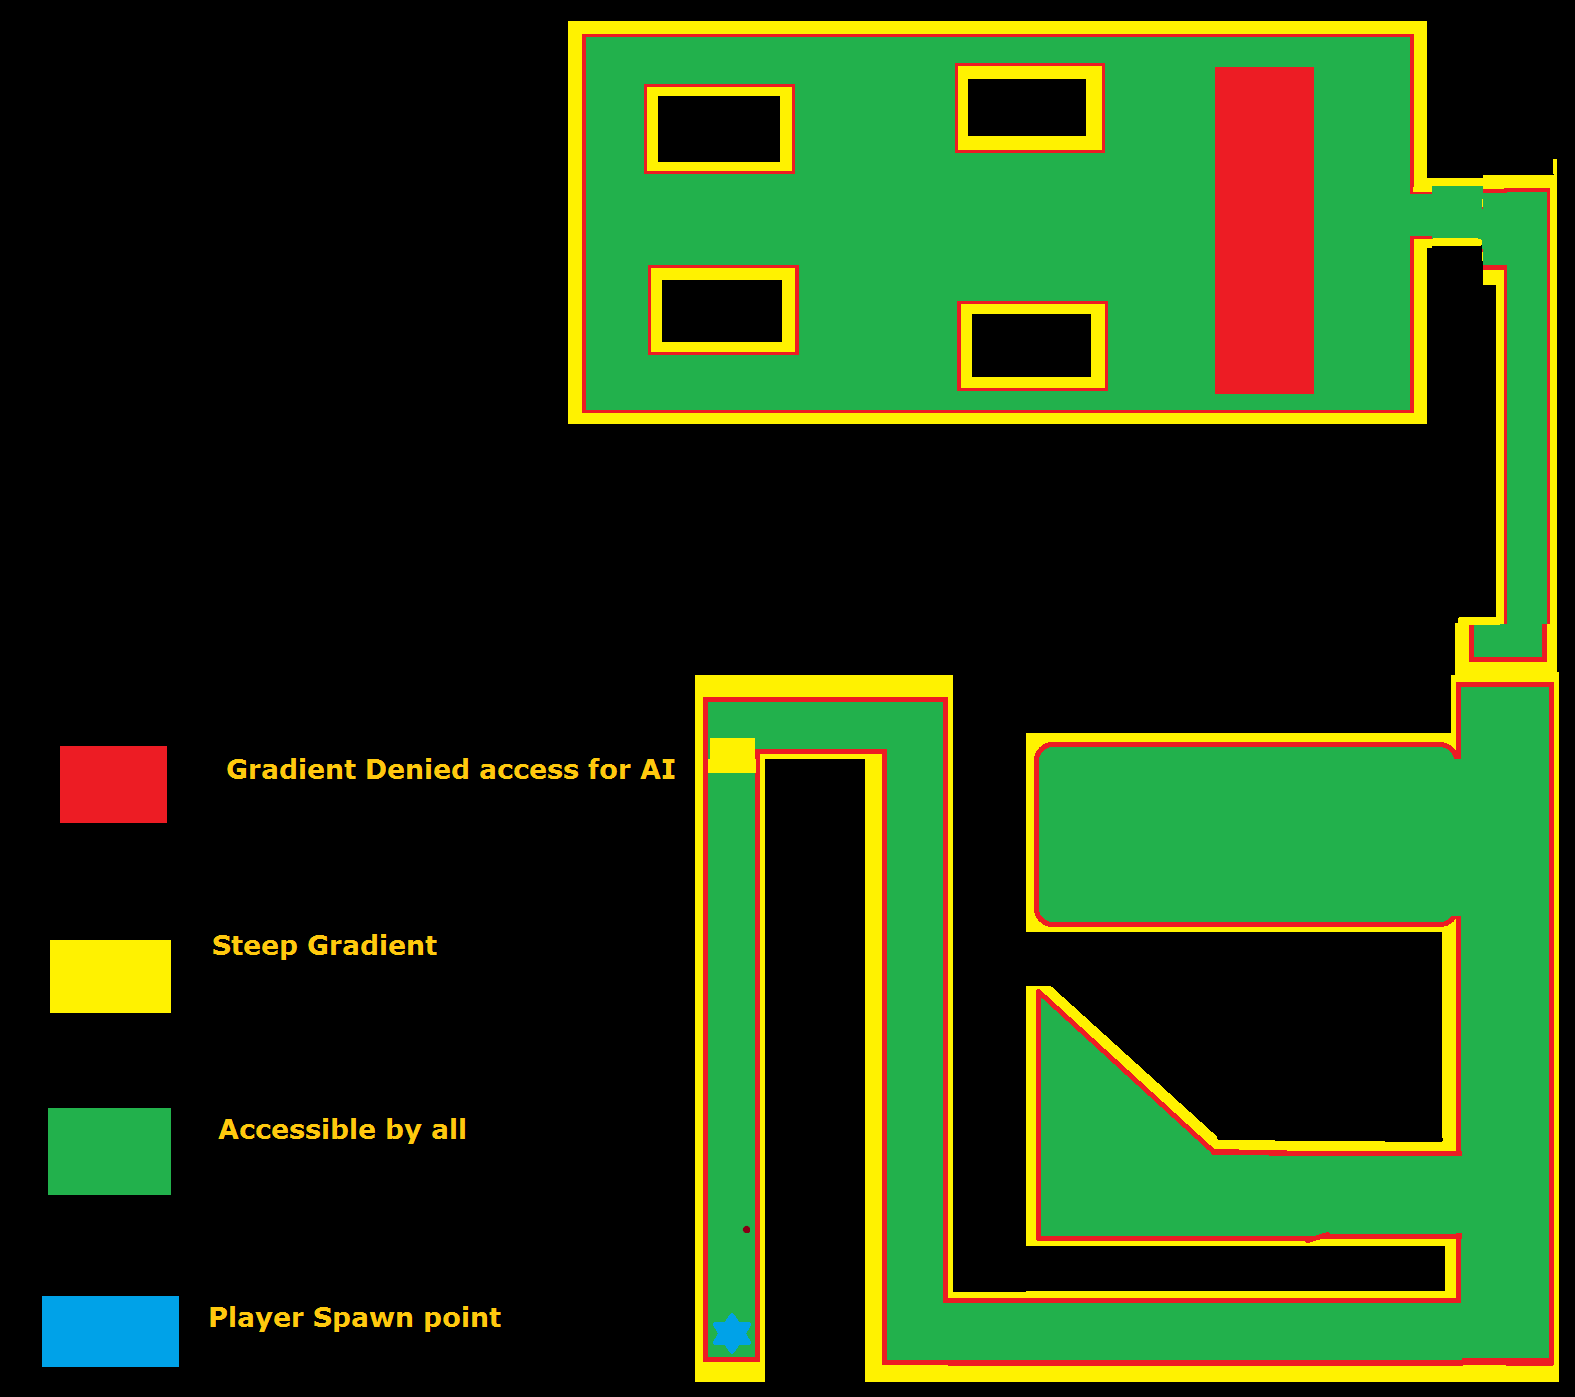 Gradient Denied access for AI
Steep Gradient
Accessible by all
Player Spawn point